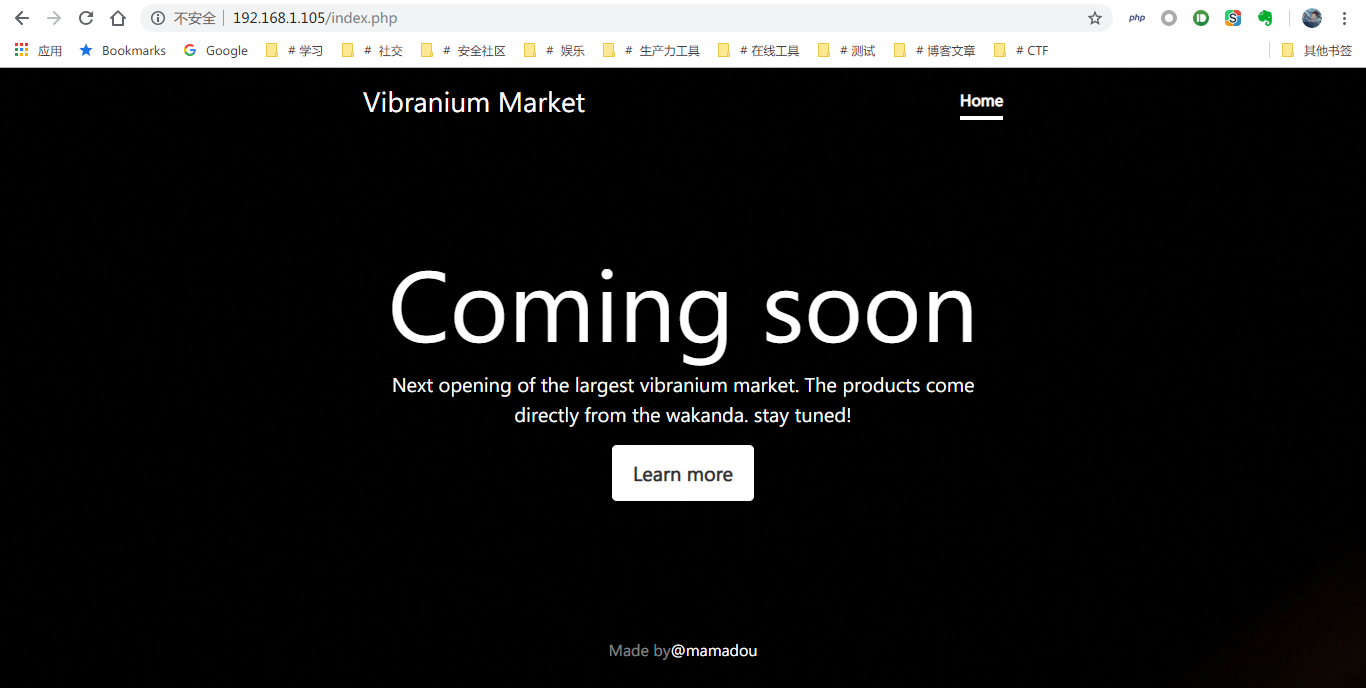 不安全 192.168.1.105/index.php php S
应用 Bookmarks Google # 学习 # 社交 # 安全社区 # 娱乐 # 生产力工具 # 在线工具 # 测试 # 博客文章 # CTF 其他书签
Vibranium Market Home
Coming soon
Next opening of the largest vibranium market. The products come
directly from the wakanda. stay tuned!
Learn more
Made by@mamadou